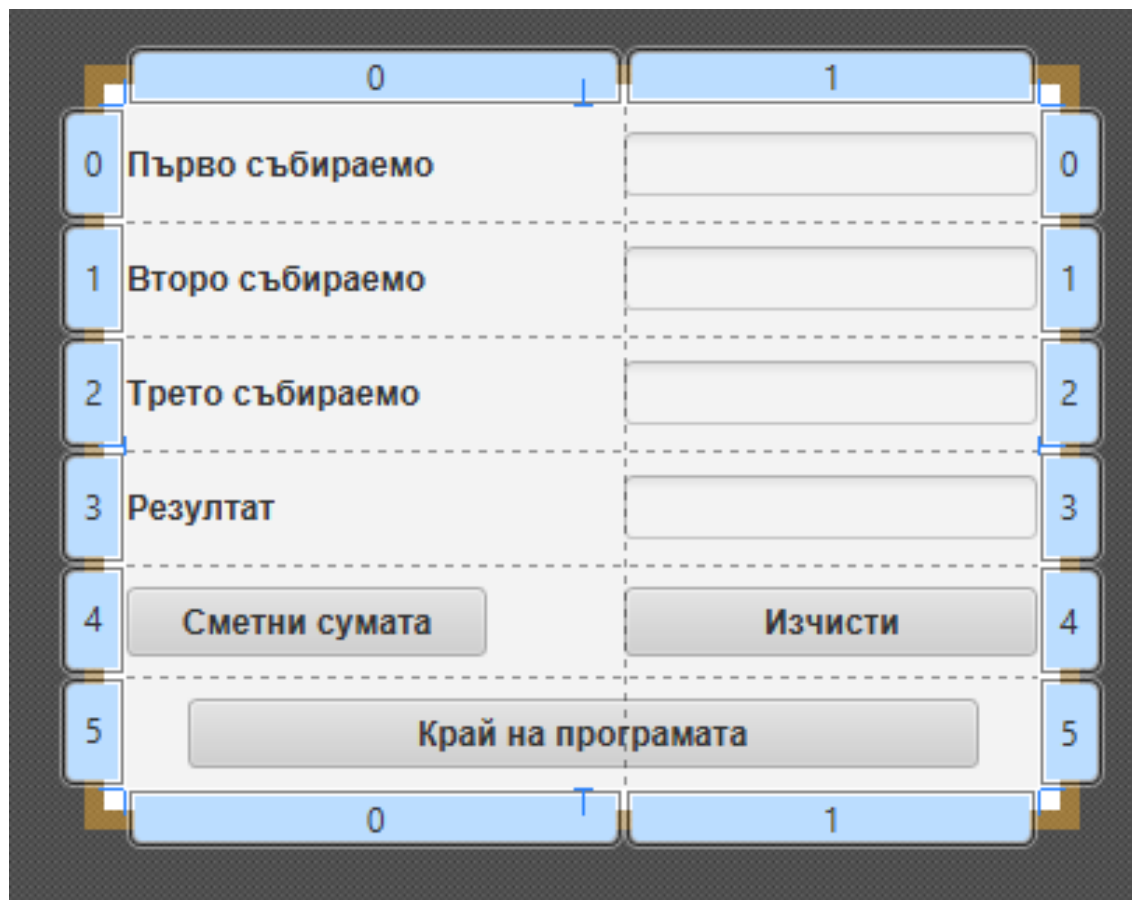 0 1
0 Първо събираемо 0
1 Второ събираемо 1
2 Трето събираемо 2
3 Резултат 3
4 Сметни сумата Изчисти 4
5 Край на програмата 5
0 1